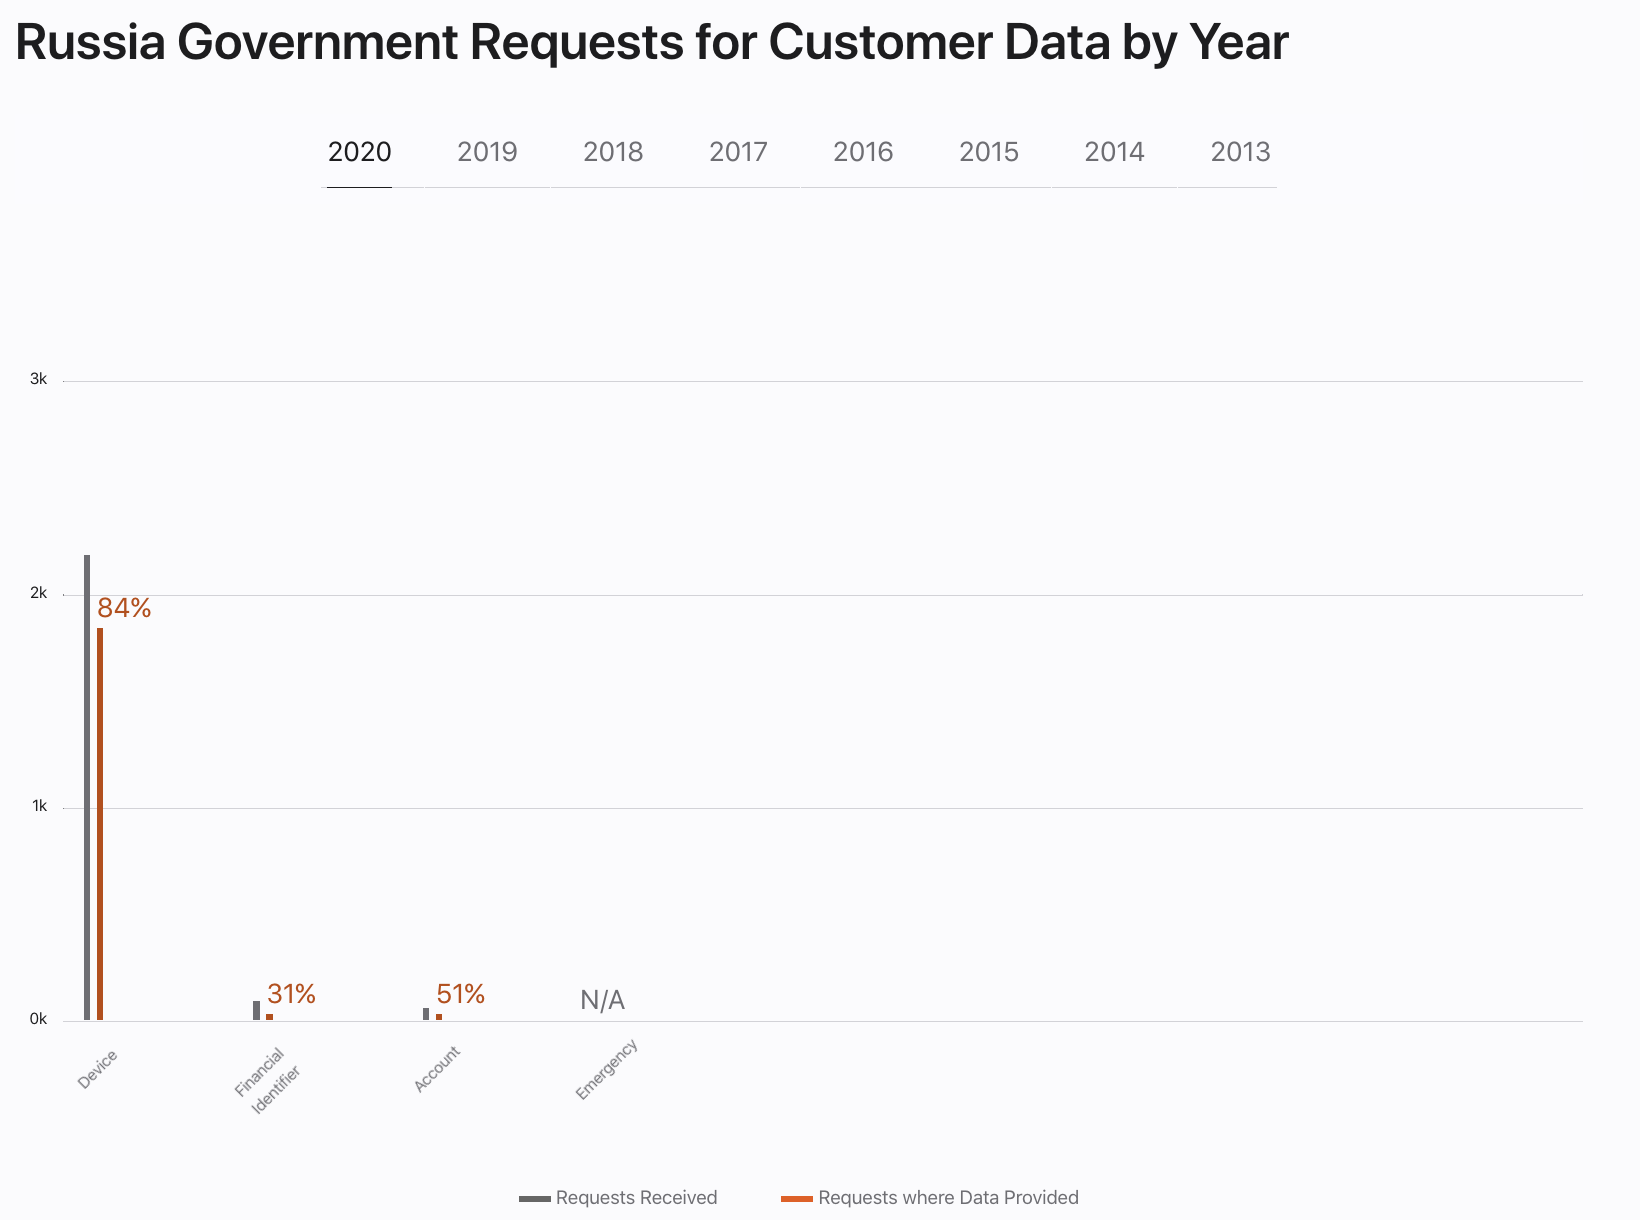 Russia Government Requests for Customer Data by Year
2020 2019 2018 2017 2016 2015 2014 2013
3k
2k
84%
1k
31%
51%
N/A
0k
Device
Financial
Identifier
Account
Emergency
Requests Received
Requests where Data Provided